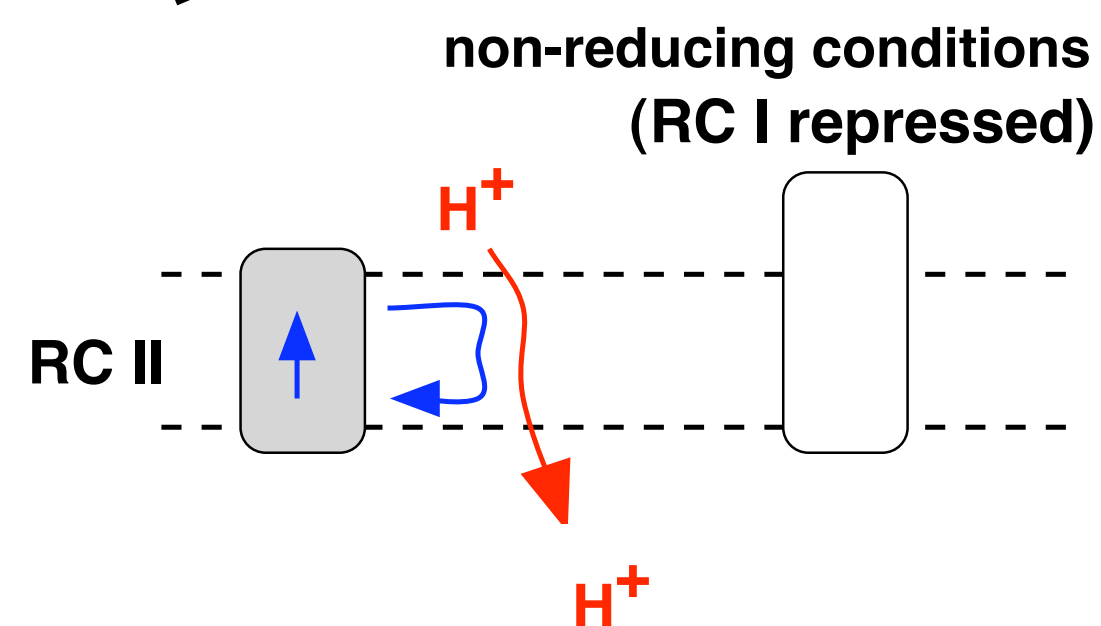 non-reducing conditions
(RC I repressed)
H+
RC II
H+